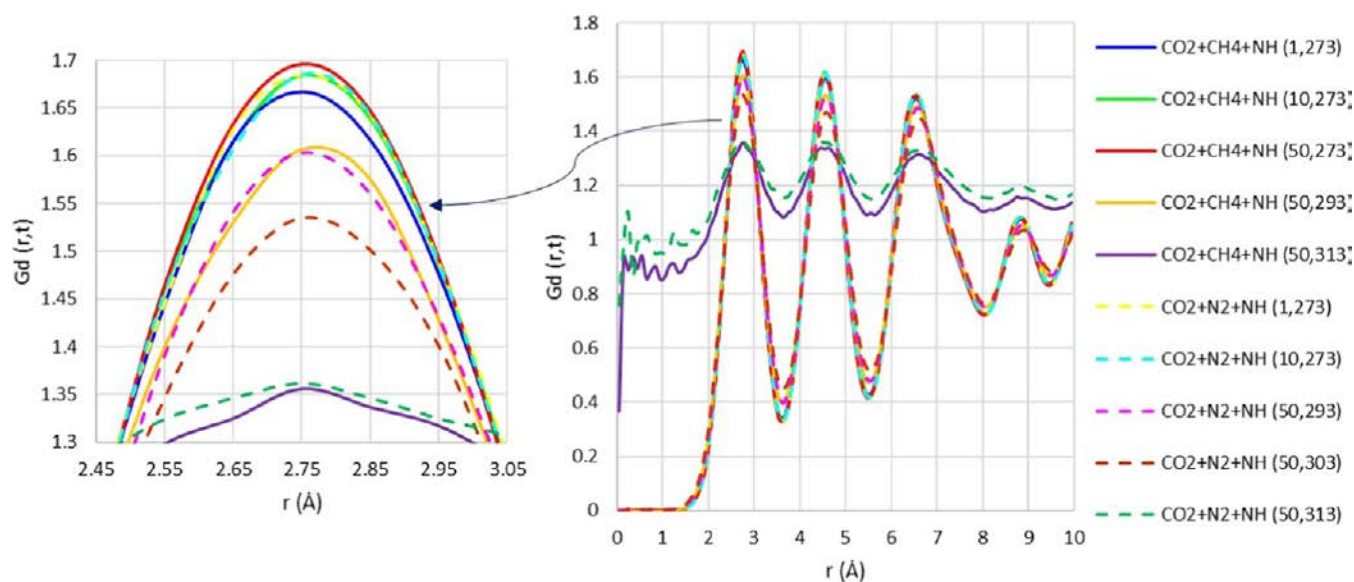 1.7
1.65
1.6
1.55
1.5
1.45
1.4
1.35
1.3
Gd (r,t)
2.45 2.55 2.65 2.75 2.85 2.95 3.05
r (Å)
1.8
1.6
1.4
1.2
1
0.8
0.6
0.4
0.2
0
Gd (r,t)
0 1 2 3 4 5 6 7 8 9 10
r (Å)
CO2+CH4+NH (1,273)
CO2+CH4+NH (10,273)
CO2+CH4+NH (50,273)
CO2+CH4+NH (50,293)
CO2+CH4+NH (50,313)
CO2+N2+NH (1,273)
CO2+N2+NH (10,273)
CO2+N2+NH (50,293)
CO2+N2+NH (50,303)
CO2+N2+NH (50,313)